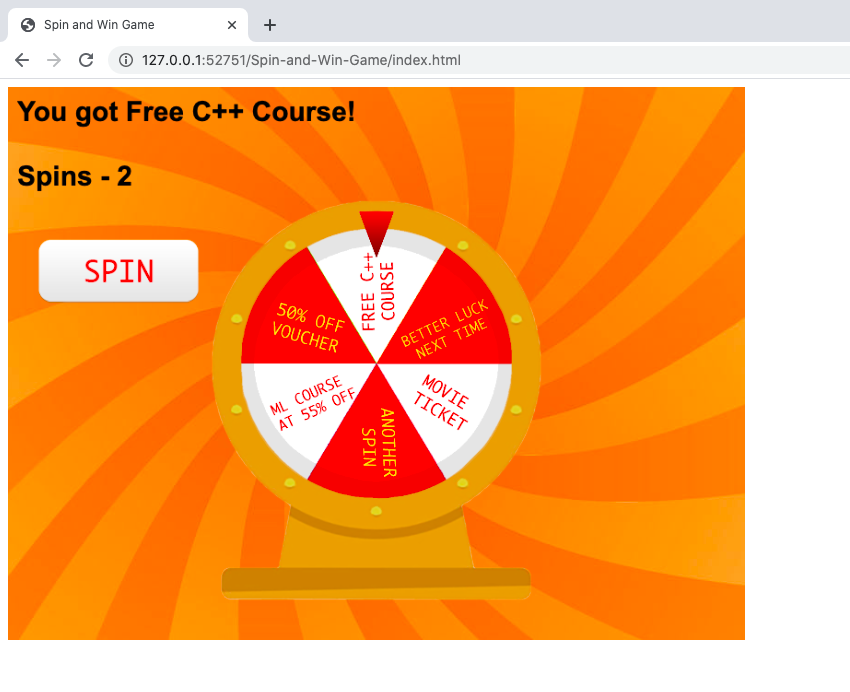 Spin and Win Game
127.0.0.1:52751/Spin-and-Win-Game/index.html
You got Free C++ Course!
Spins - 2
SPIN
FREE C++
COURSE
50% OFF
VOUCHER
BETTER LUCK
NEXT TIME
ML COURSE
AT 55% OFF
MOVIE
TICKET
ANOTHER
SPIN